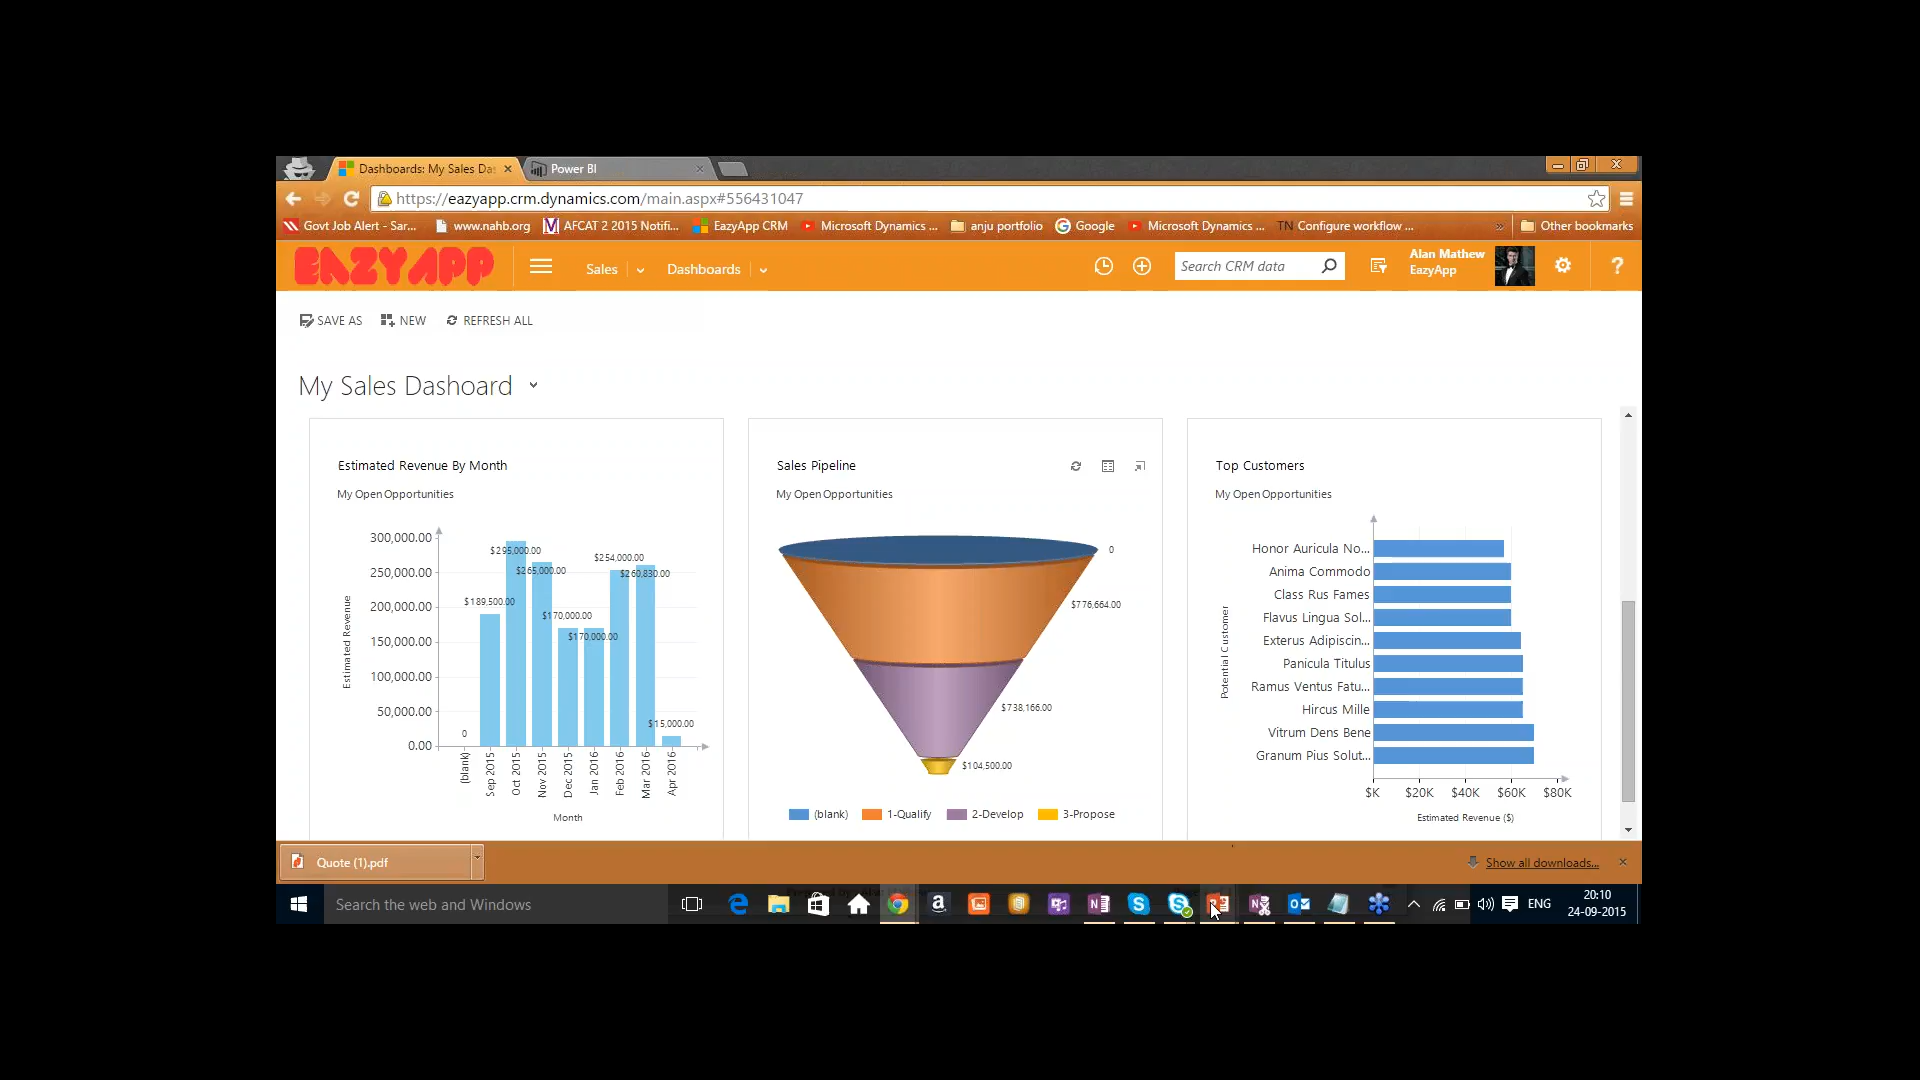 Dashboards: My Sales Das
Power BI
https://eazyapp.crm.dynamics.com/main.aspx#556431047
Govt Job Alert - Sar... www.nahb.org AFCAT 2 2015 Notifi... EazyApp CRM Microsoft Dynamics ... anju portfolio Google Microsoft Dynamics ... TN Configure workflow ... » Other bookmarks
EAZYAPP
Sales
Dashboards
Search CRM data
Alan Mathew
EazyApp
?
SAVE AS NEW REFRESH ALL
My Sales Dashoard
Estimated Revenue By Month
My Open Opportunities
Estimated Revenue
300,000.00
250,000.00
200,000.00
150,000.00
100,000.00
50,000.00
0.00
0
$189,500.00
$295,000.00
$265,000.00
$170,000.00
$170,000.00
$254,000.00
$260,830.00
$15,000.00
(blank)
Sep 2015
Oct 2015
Nov 2015
Dec 2015
Jan 2016
Feb 2016
Mar 2016
Apr 2016
Month
Sales Pipeline
My Open Opportunities
0
$776,664.00
$738,166.00
$104,500.00
(blank) 1-Qualify 2-Develop 3-Propose
Top Customers
My Open Opportunities
Potential Customer
Honor Auricula No...
Anima Commodo
Class Rus Fames
Flavus Lingua Sol...
Exterus Adipiscin...
Panicula Titulus
Ramus Ventus Fatu...
Hircus Mille
Vitrum Dens Bene
Granum Pius Solut...
$K $20K $40K $60K $80K
Estimated Revenue ($)
Quote (1).pdf
Show all downloads...
Search the web and Windows
ENG
20:10
24-09-2015